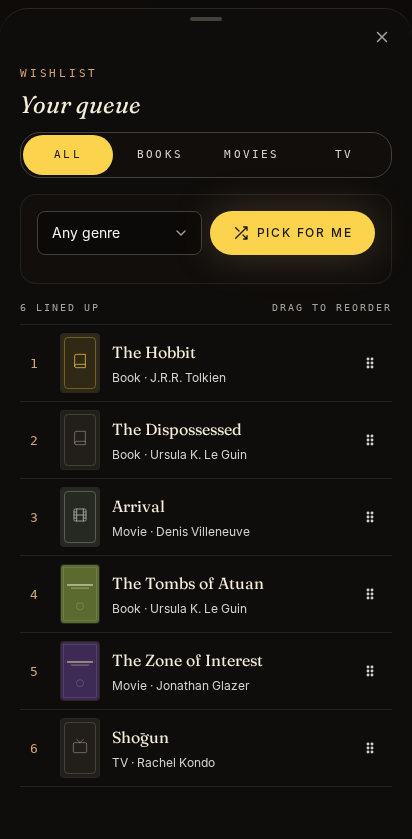 WISHLIST
Your queue
ALL BOOKS MOVIES TV
Any genre PICK FOR ME
6 LINED UP DRAG TO REORDER
1 The Hobbit
Book · J.R.R. Tolkien
2 The Dispossessed
Book · Ursula K. Le Guin
3 Arrival
Movie · Denis Villeneuve
4 The Tombs of Atuan
Book · Ursula K. Le Guin
5 The Zone of Interest
Movie · Jonathan Glazer
6 Shōgun
TV · Rachel Kondo